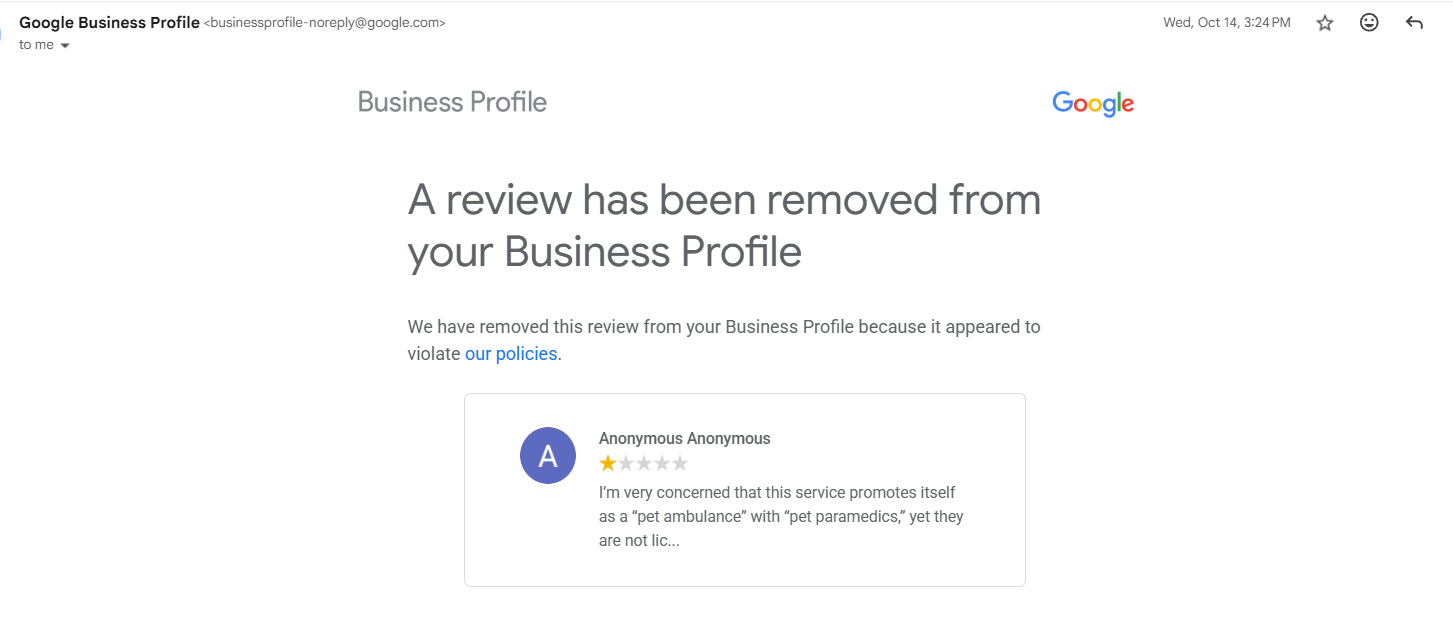 Google Business Profile <businessprofile-noreply@google.com> Wed, Oct 14, 3:24 PM
to me
Business Profile Google
A review has been removed from
your Business Profile
We have removed this review from your Business Profile because it appeared to
violate our policies.
A
Anonymous Anonymous
I’m very concerned that this service promotes itself
as a “pet ambulance” with “pet paramedics,” yet they
are not lic...